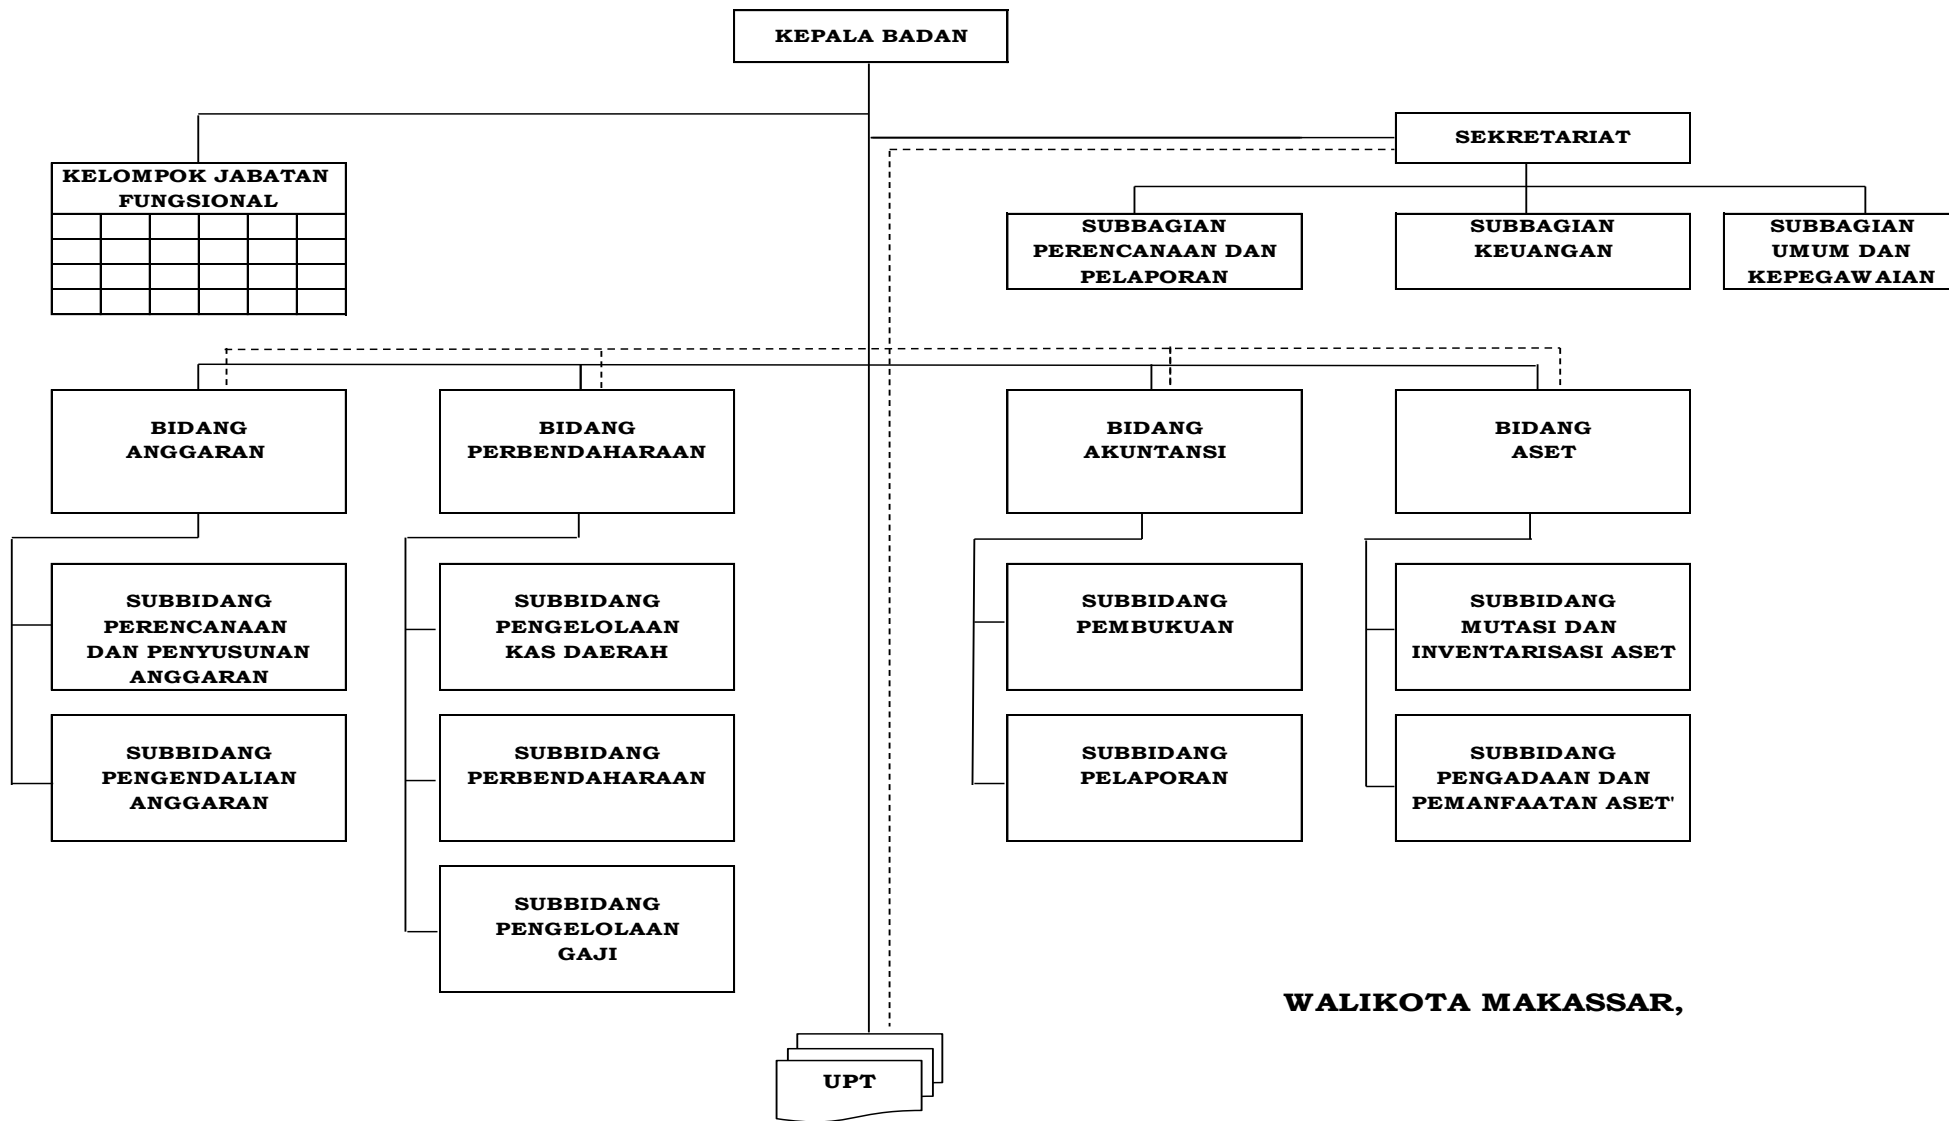 KEPALA BADAN
SEKRETARIAT
KELOMPOK JABATAN
FUNGSIONAL
SUBBAGIAN
PERENCANAAN DAN
PELAPORAN
SUBBAGIAN
KEUANGAN
SUBBAGIAN
UMUM DAN
KEPEGAWAIAN
BIDANG
ANGGARAN
BIDANG
PERBENDAHARAAN
BIDANG
AKUNTANSI
BIDANG
ASET
SUBBIDANG
PERENCANAAN
DAN PENYUSUNAN
ANGGARAN
SUBBIDANG
PENGELOLAAN
KAS DAERAH
SUBBIDANG
PEMBUKUAN
SUBBIDANG
MUTASI DAN
INVENTARISASI ASET
SUBBIDANG
PENGENDALIAN
ANGGARAN
SUBBIDANG
PERBENDAHARAAN
SUBBIDANG
PELAPORAN
SUBBIDANG
PENGADAAN DAN
PEMANFAATAN ASET'
SUBBIDANG
PENGELOLAAN
GAJI
WALIKOTA MAKASSAR,
UPT